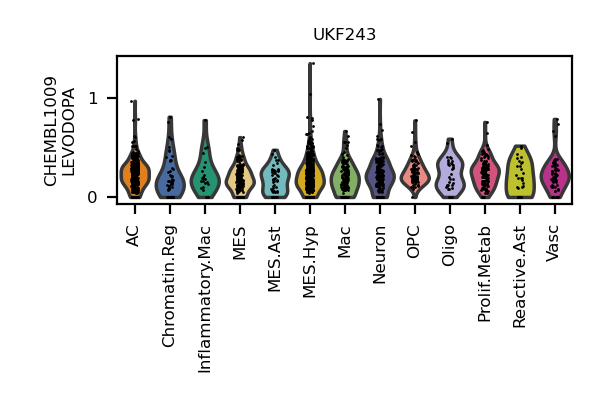 UKF243
CHEMBL1009
LEVODOPA
1
0
AC
Chromatin.Reg
Inflammatory.Mac
MES
MES.Ast
MES.Hyp
Mac
Neuron
OPC
Oligo
Prolif.Metab
Reactive.Ast
Vasc